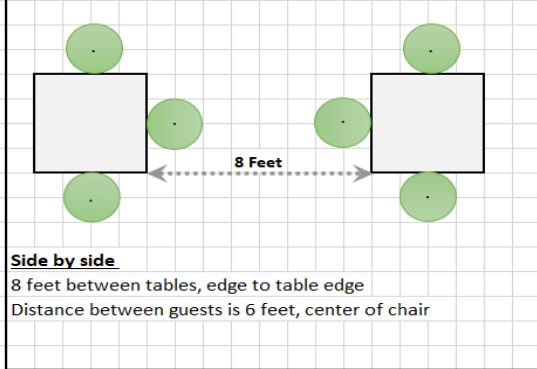 8 Feet
Side by side
8 feet between tables, edge to table edge
Distance between guests is 6 feet, center of chair